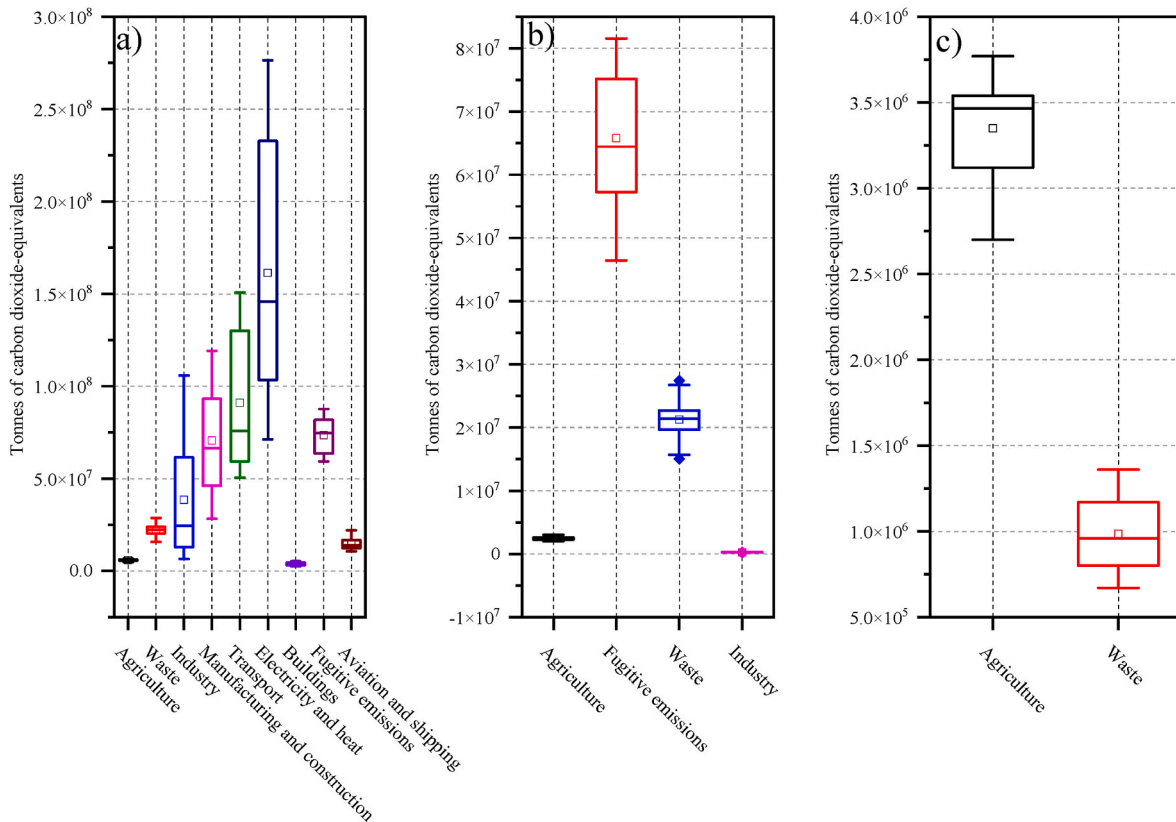 a)
Tonnes of carbon dioxide-equivalents
3.0×10⁸
2.5×10⁸
2.0×10⁸
1.5×10⁸
1.0×10⁸
5.0×10⁷
0.0
Agriculture
Waste
Industry
Manufacturing and construction
Transport
Electricity and heat
Buildings
Fugitive emissions
Aviation and shipping
b)
Tonnes of carbon dioxide-equivalents
8×10⁷
7×10⁷
6×10⁷
5×10⁷
4×10⁷
3×10⁷
2×10⁷
1×10⁷
0
-1×10⁷
Agriculture
Fugitive emissions
Waste
Industry
c)
Tonnes of carbon dioxide-equivalents
4.0×10⁶
3.5×10⁶
3.0×10⁶
2.5×10⁶
2.0×10⁶
1.5×10⁶
1.0×10⁶
5.0×10⁵
Agriculture
Waste